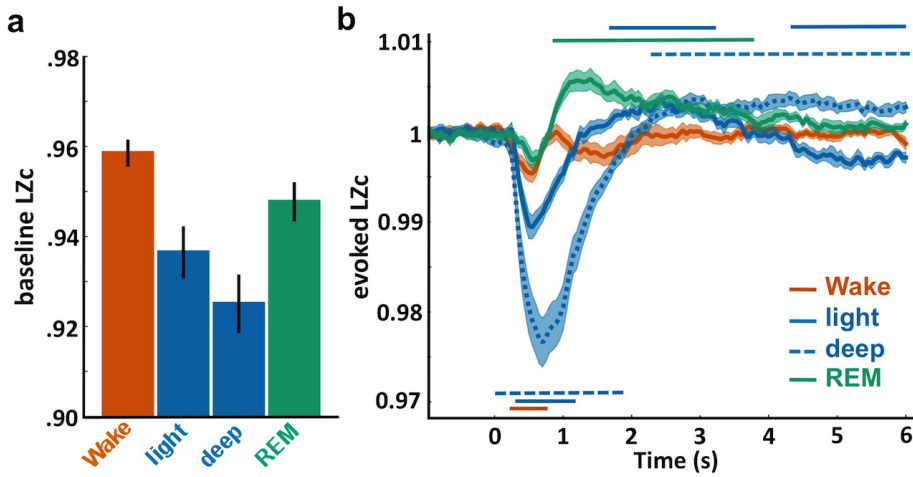 a
baseline LZc
.98
.96
.94
.92
.90
Wake
light
deep
REM
b
evoked LZc
1.01
1
0.99
0.98
0.97
Wake
light
deep
REM
0 1 2 3 4 5 6
Time (s)